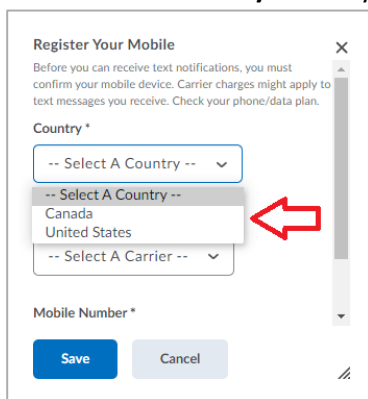 Register Your Mobile
Before you can receive text notifications, you must
confirm your mobile device. Carrier charges might apply to
text messages you receive. Check your phone/data plan.
Country *
-- Select A Country --
-- Select A Country --
Canada
United States
-- Select A Carrier --
Mobile Number *
Save Cancel